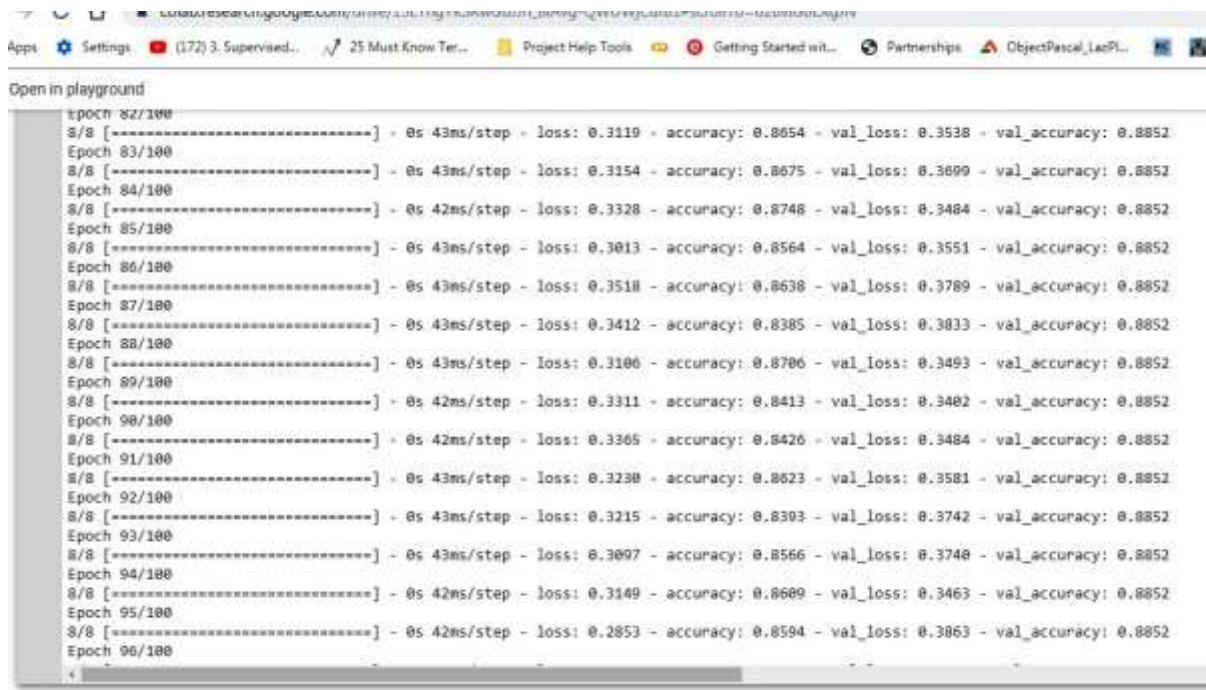 Apps Settings (172) 3. Supervised... 25 Must Know Ter... Project Help Tools Getting Started wit... Partnerships ObjectPascal_LazPi...
Open in playground
Epoch 82/100
8/8 [==============================] - 0s 43ms/step - loss: 0.3119 - accuracy: 0.8654 - val_loss: 0.3538 - val_accuracy: 0.8852
Epoch 83/100
8/8 [==============================] - 0s 43ms/step - loss: 0.3154 - accuracy: 0.8675 - val_loss: 0.3699 - val_accuracy: 0.8852
Epoch 84/100
8/8 [==============================] - 0s 42ms/step - loss: 0.3328 - accuracy: 0.8748 - val_loss: 0.3484 - val_accuracy: 0.8852
Epoch 85/100
8/8 [==============================] - 0s 43ms/step - loss: 0.3013 - accuracy: 0.8564 - val_loss: 0.3551 - val_accuracy: 0.8852
Epoch 86/100
8/8 [==============================] - 0s 43ms/step - loss: 0.3518 - accuracy: 0.8638 - val_loss: 0.3789 - val_accuracy: 0.8852
Epoch 87/100
8/8 [==============================] - 0s 43ms/step - loss: 0.3412 - accuracy: 0.8385 - val_loss: 0.3833 - val_accuracy: 0.8852
Epoch 88/100
8/8 [==============================] - 0s 43ms/step - loss: 0.3106 - accuracy: 0.8706 - val_loss: 0.3493 - val_accuracy: 0.8852
Epoch 89/100
8/8 [==============================] - 0s 42ms/step - loss: 0.3311 - accuracy: 0.8413 - val_loss: 0.3402 - val_accuracy: 0.8852
Epoch 90/100
8/8 [==============================] - 0s 42ms/step - loss: 0.3365 - accuracy: 0.8426 - val_loss: 0.3484 - val_accuracy: 0.8852
Epoch 91/100
8/8 [==============================] - 0s 43ms/step - loss: 0.3230 - accuracy: 0.8623 - val_loss: 0.3581 - val_accuracy: 0.8852
Epoch 92/100
8/8 [==============================] - 0s 43ms/step - loss: 0.3215 - accuracy: 0.8393 - val_loss: 0.3742 - val_accuracy: 0.8852
Epoch 93/100
8/8 [==============================] - 0s 43ms/step - loss: 0.3097 - accuracy: 0.8566 - val_loss: 0.3740 - val_accuracy: 0.8852
Epoch 94/100
8/8 [==============================] - 0s 42ms/step - loss: 0.3149 - accuracy: 0.8609 - val_loss: 0.3463 - val_accuracy: 0.8852
Epoch 95/100
8/8 [==============================] - 0s 42ms/step - loss: 0.2853 - accuracy: 0.8594 - val_loss: 0.3863 - val_accuracy: 0.8852
Epoch 96/100